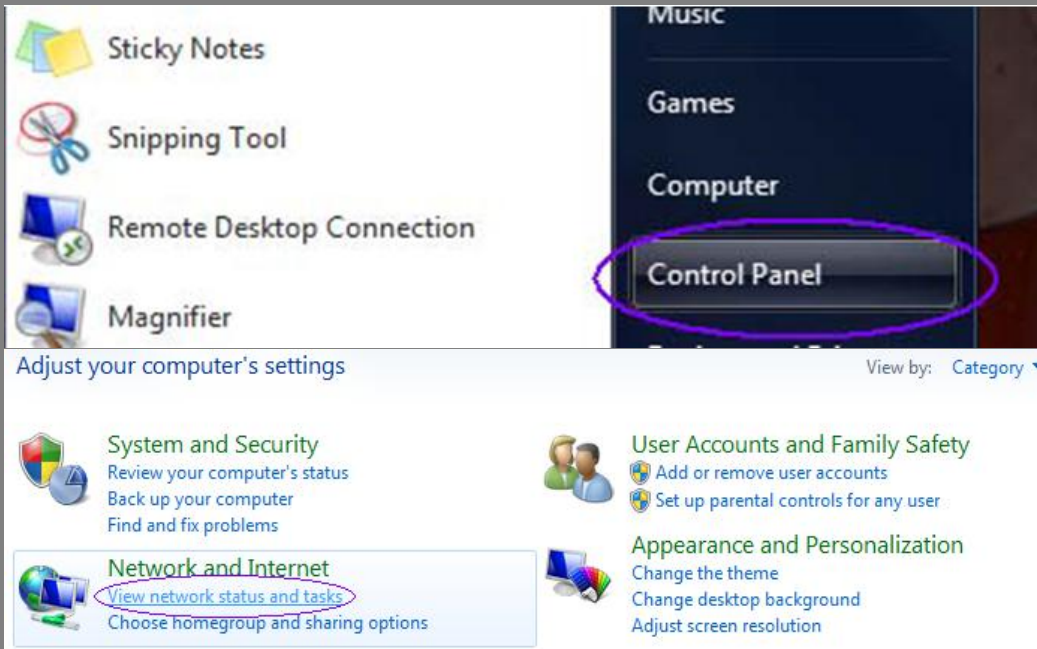 Sticky Notes
Snipping Tool
Remote Desktop Connection
Magnifier
Music
Games
Computer
Control Panel
Adjust your computer's settings
View by: Category
System and Security
Review your computer's status
Back up your computer
Find and fix problems
Network and Internet
View network status and tasks
Choose homegroup and sharing options
User Accounts and Family Safety
Add or remove user accounts
Set up parental controls for any user
Appearance and Personalization
Change the theme
Change desktop background
Adjust screen resolution